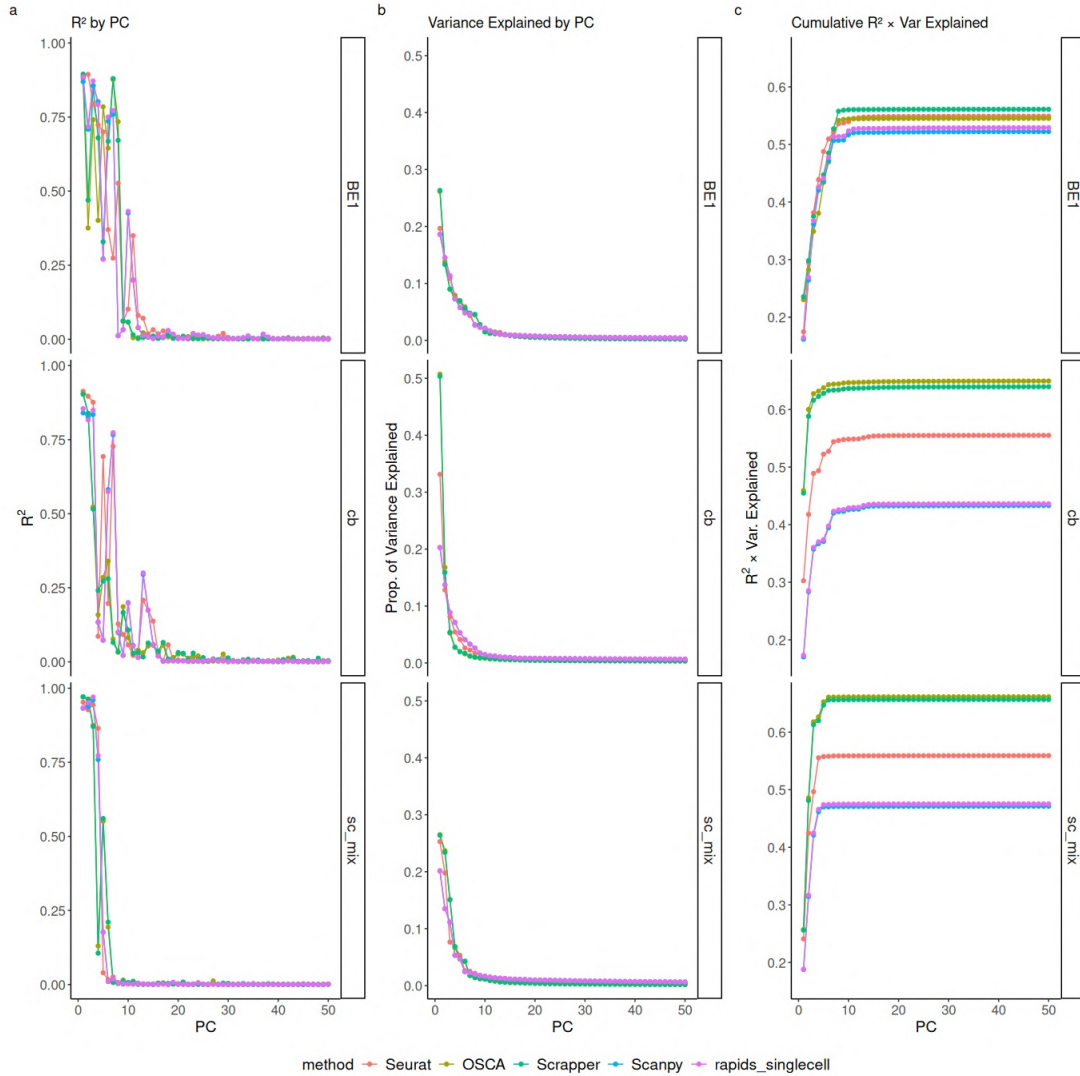 a
b
c
R² by PC
Variance Explained by PC
Cumulative R² × Var Explained
1.00
0.75
0.50
0.25
0.00
BE1
0.5
0.4
0.3
0.2
0.1
0.0
BE1
0.6
0.5
0.4
0.3
0.2
BE1
R²
1.00
0.75
0.50
0.25
0.00
cb
Prop. of Variance Explained
0.5
0.4
0.3
0.2
0.1
0.0
cb
R² × Var. Explained
0.6
0.5
0.4
0.3
0.2
cb
1.00
0.75
0.50
0.25
0.00
sc_mix
0.5
0.4
0.3
0.2
0.1
0.0
sc_mix
0.6
0.5
0.4
0.3
0.2
sc_mix
0 10 20 30 40 50
0 10 20 30 40 50
0 10 20 30 40 50
PC
PC
PC
method Seurat OSCA Scrapper Scanpy rapids_singlecell